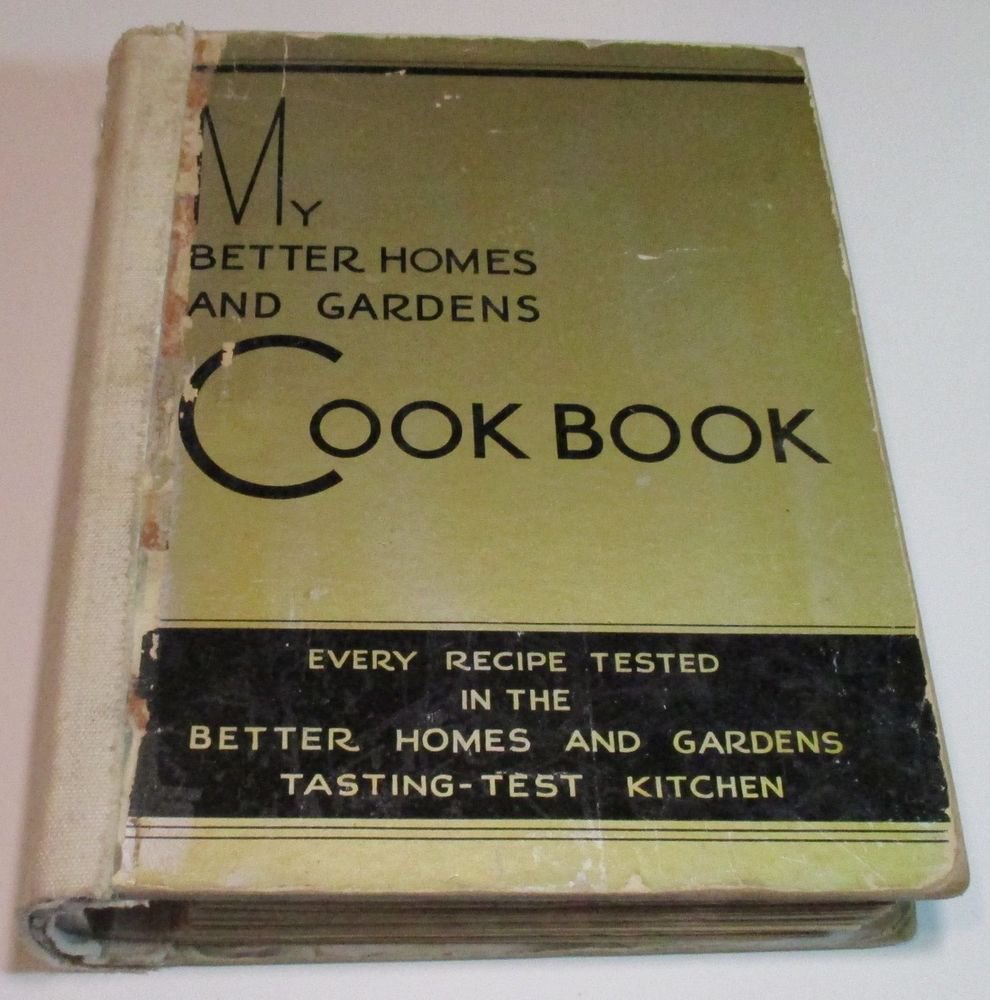 My
BETTER HOMES
AND GARDENS
COOK BOOK
EVERY RECIPE TESTED
IN THE
BETTER HOMES AND GARDENS
TASTING-TEST KITCHEN